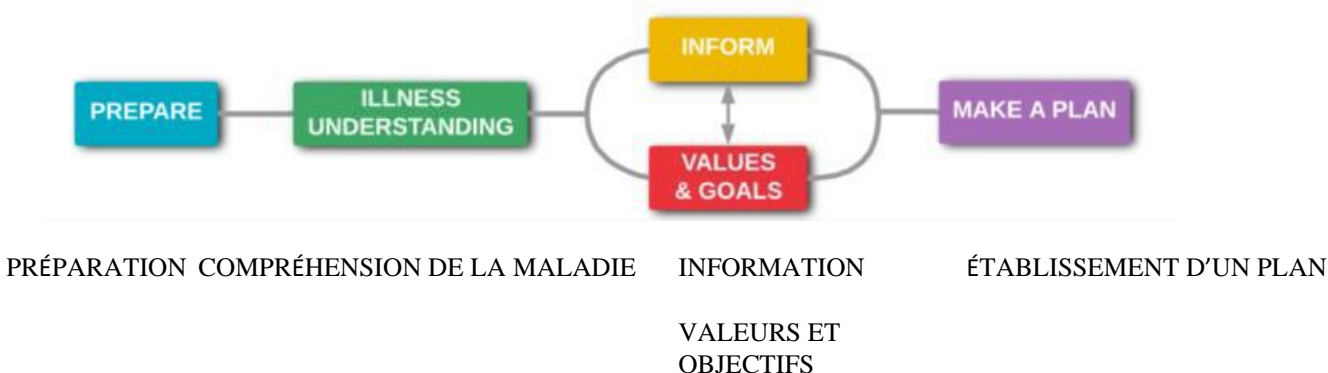 INFORM
PREPARE
ILLNESS
UNDERSTANDING
MAKE A PLAN
VALUES
& GOALS
PRÉPARATION COMPRÉHENSION DE LA MALADIE INFORMATION ÉTABLISSEMENT D’UN PLAN
VALEURS ET
OBJECTIFS